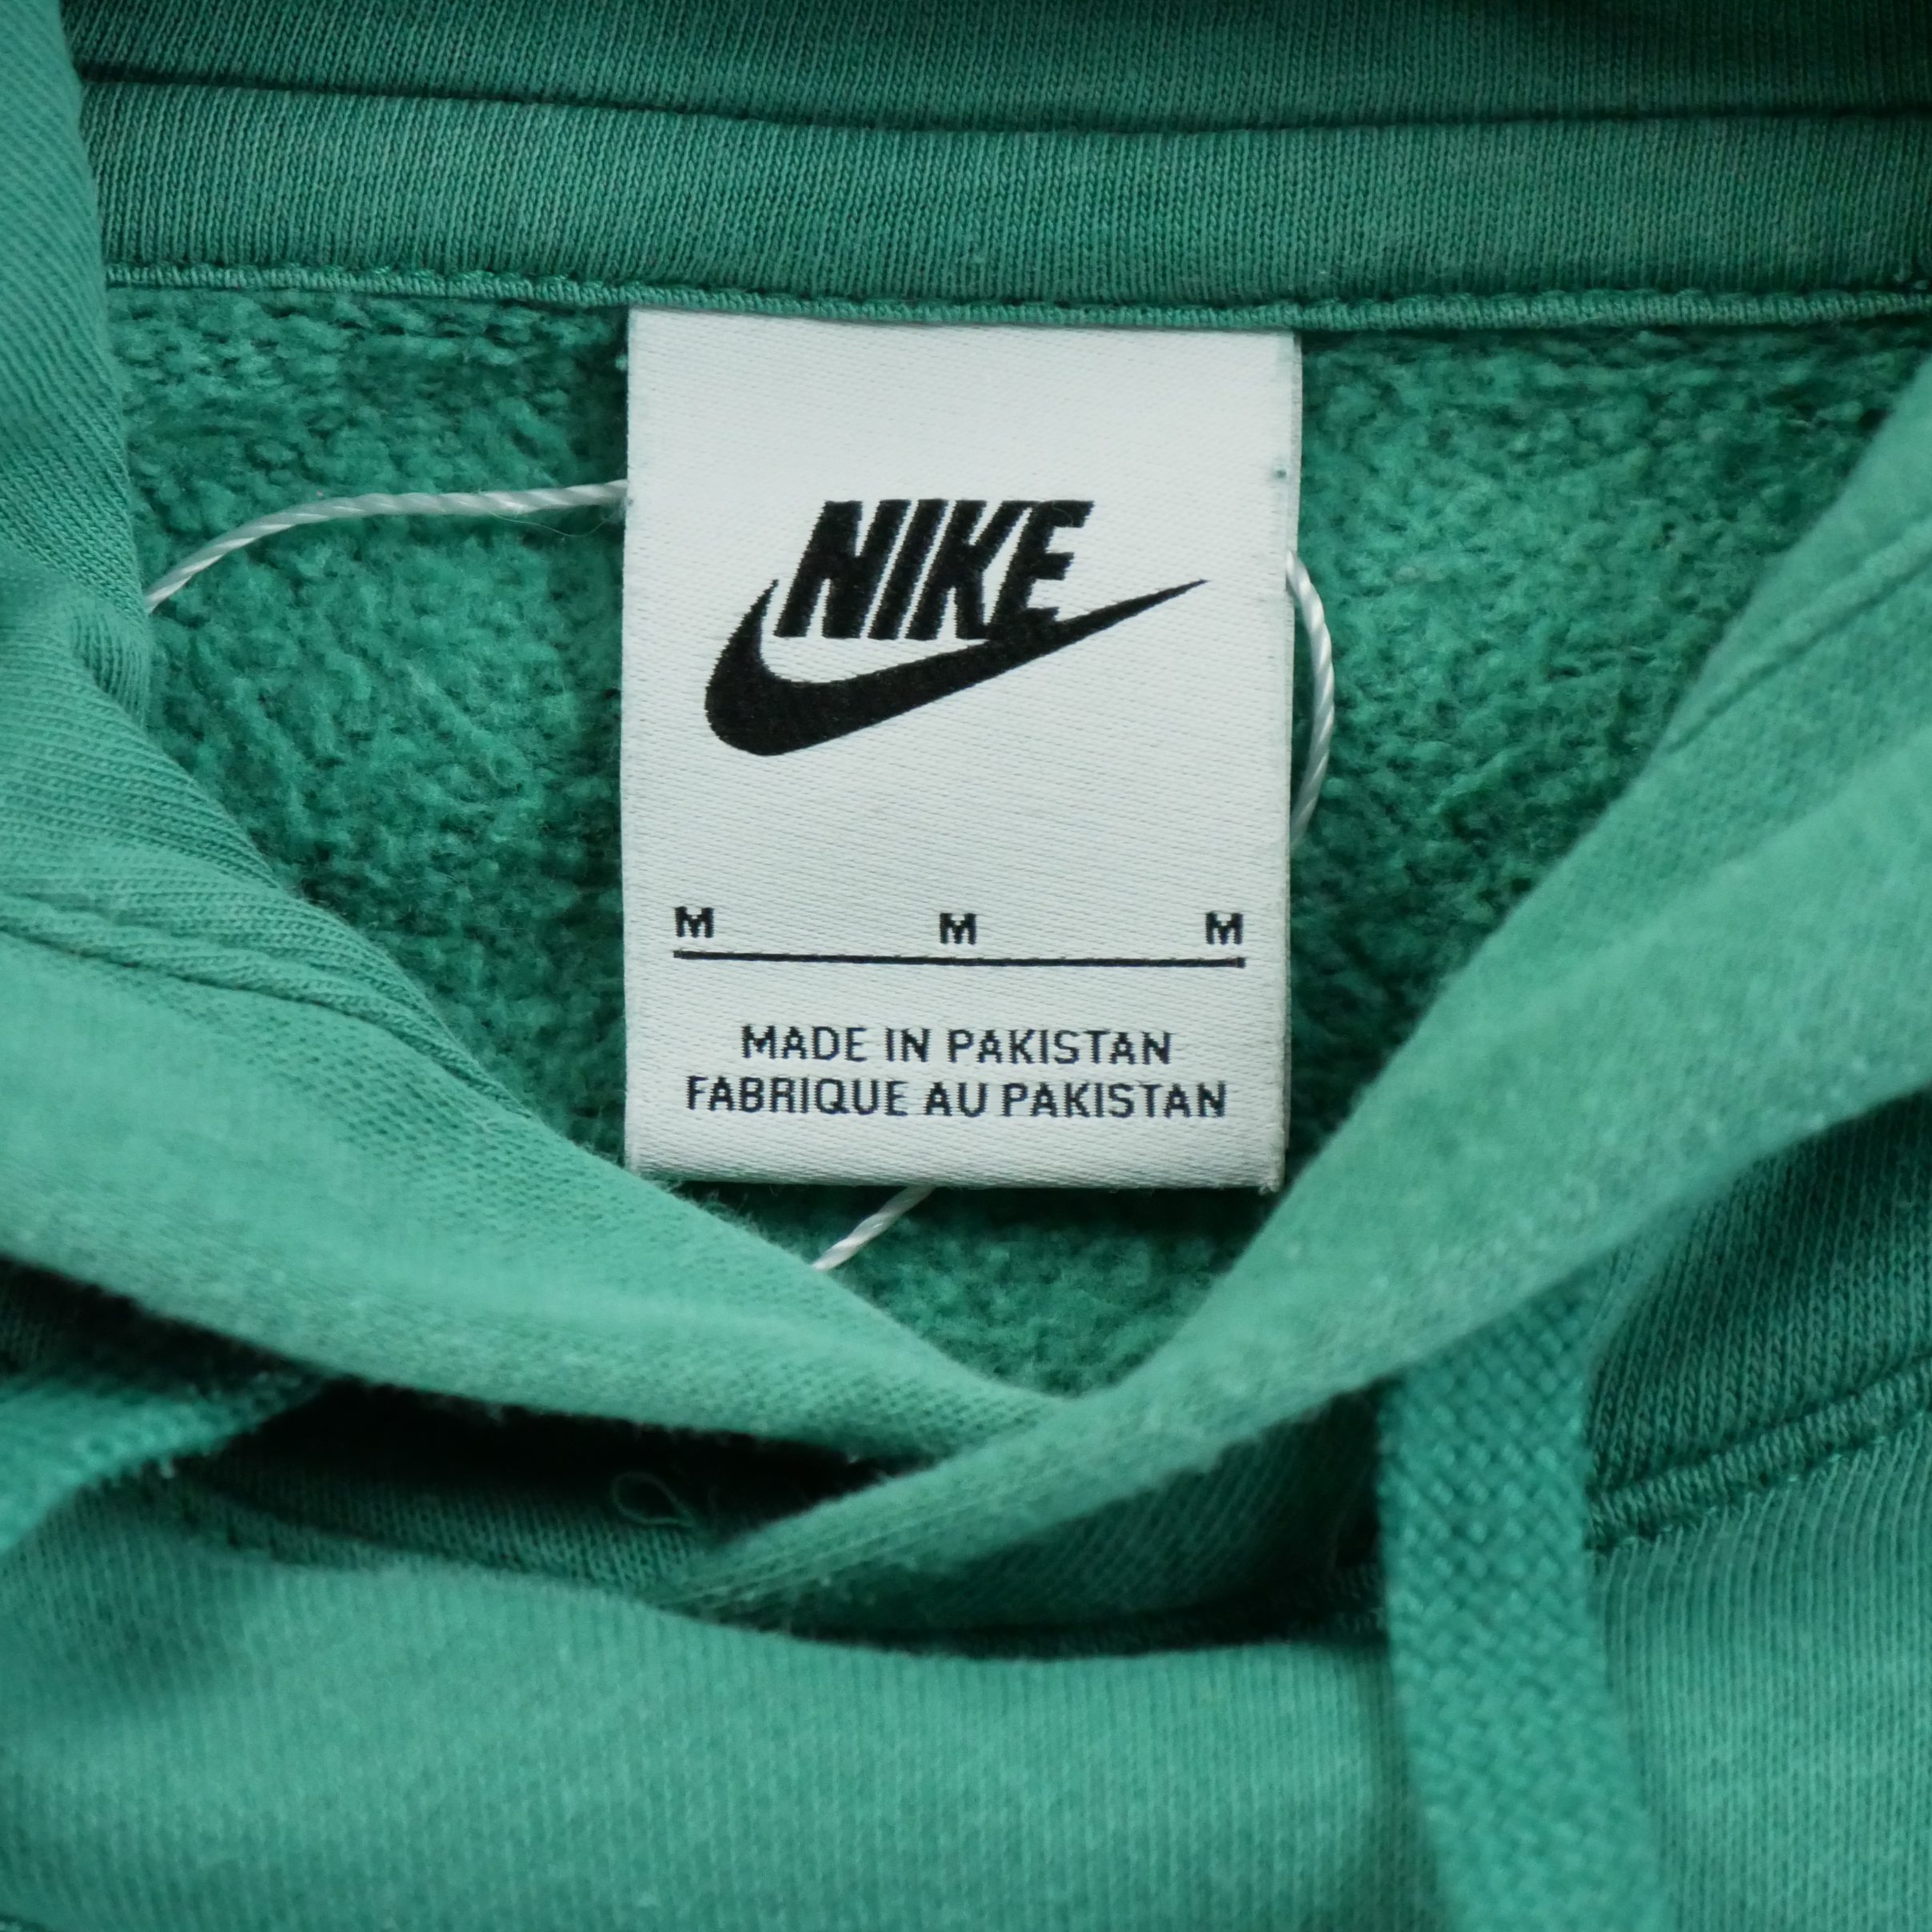 NIKE
M M M
MADE IN PAKISTAN
FABRIQUE AU PAKISTAN